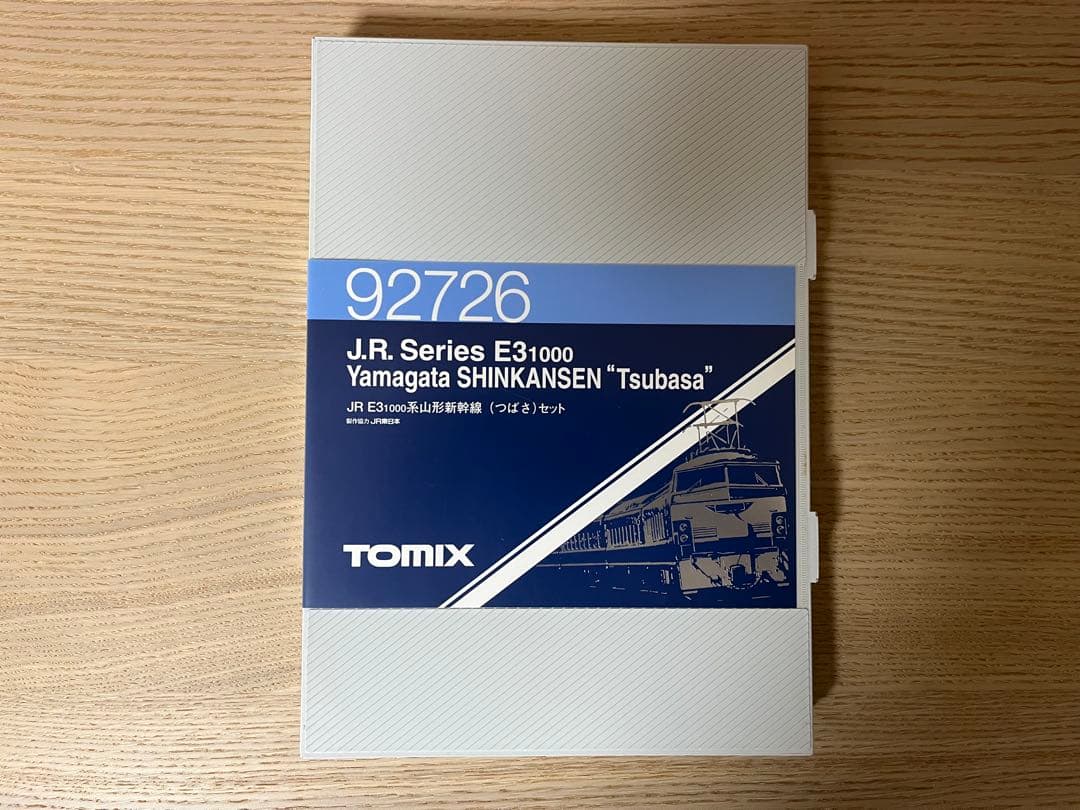 92726
J.R. Series E31000
Yamagata SHINKANSEN “Tsubasa”
JR E31000系山形新幹線（つばさ）セット
製作協力 JR東日本
TOMIX